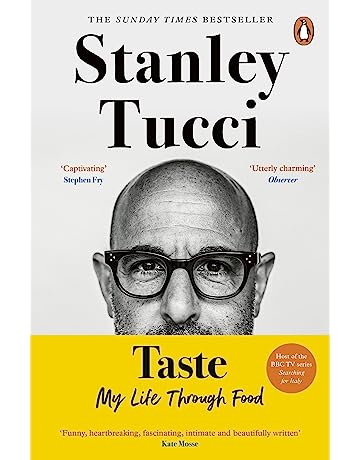 THE SUNDAY TIMES BESTSELLER
Stanley
Tucci
‘Captivating’
Stephen Fry
‘Utterly charming’
Observer
Taste
My Life Through Food
Host of the
BBC TV series
Searching
for Italy
‘Funny, heartbreaking, fascinating, intimate and beautifully written’
Kate Mosse